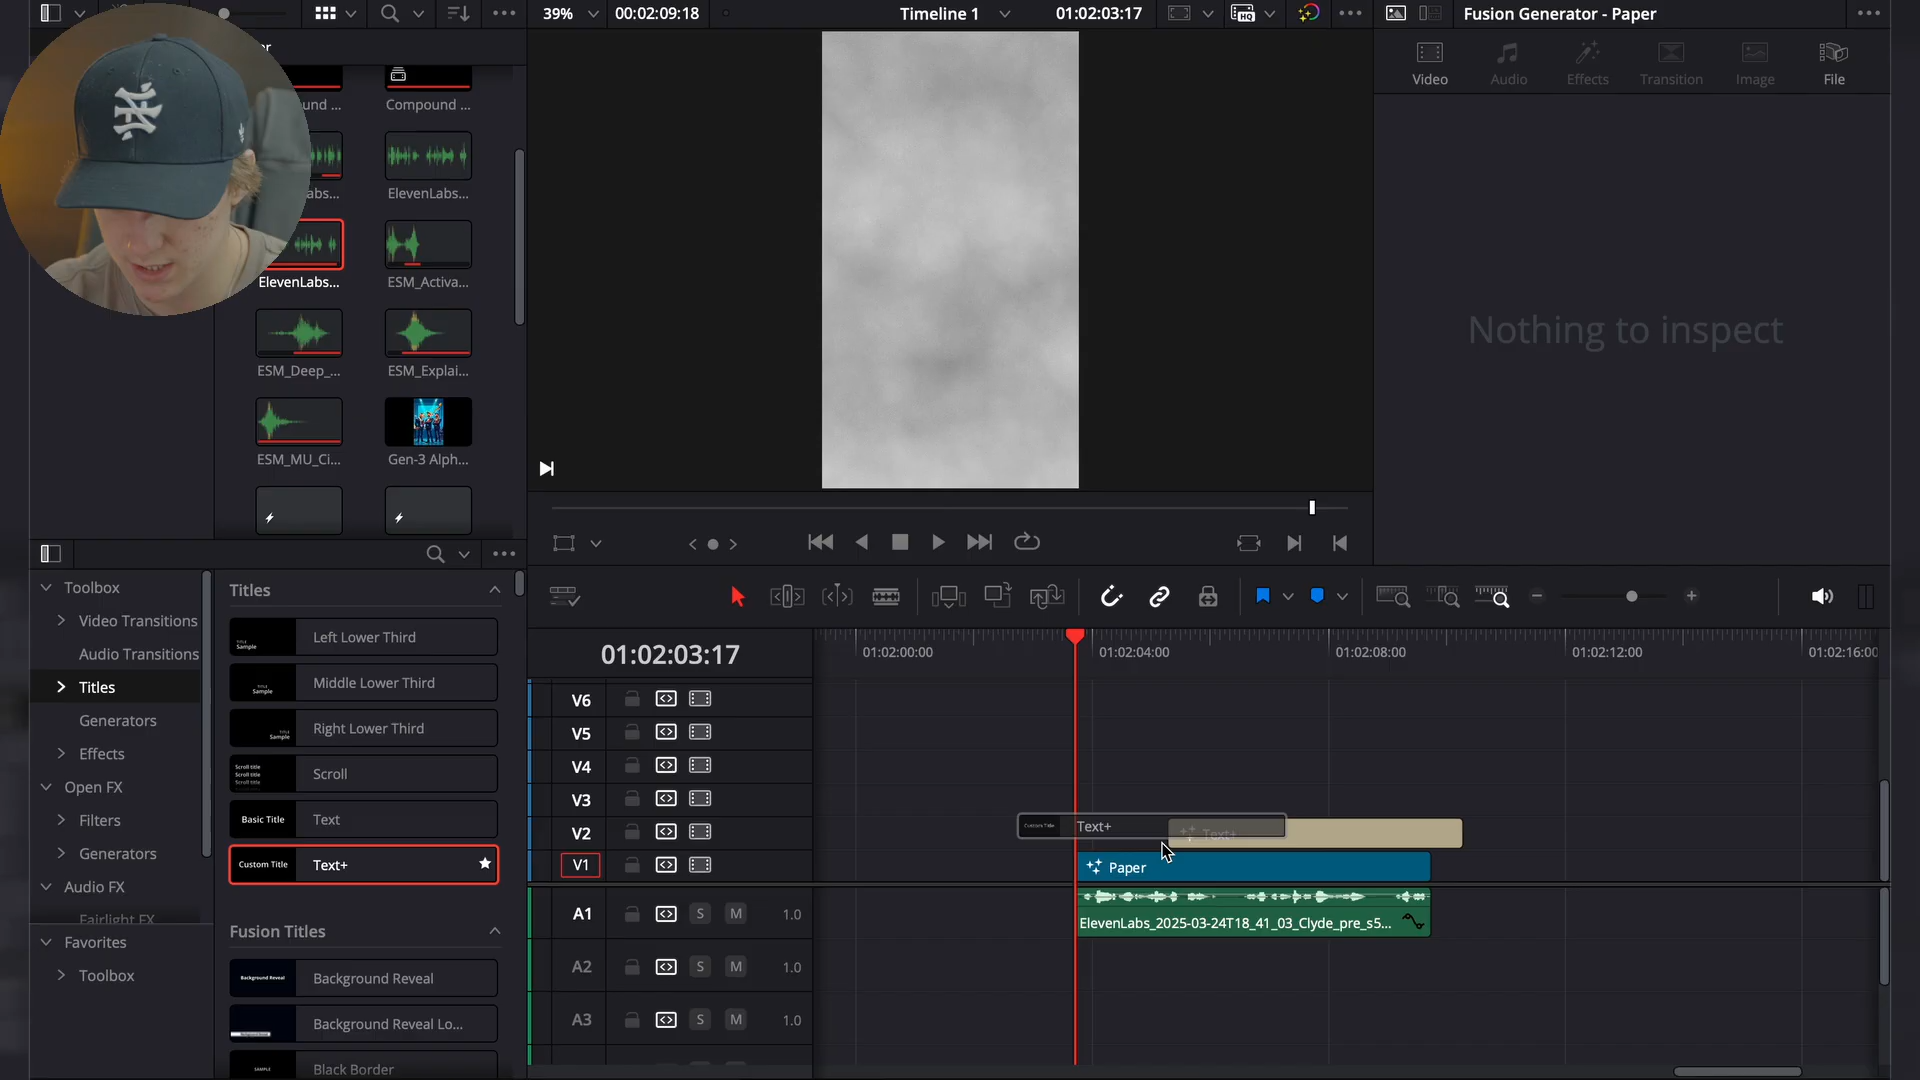 39%
00:02:09:18
Timeline 1
01:02:03:17
Fusion Generator - Paper
Video
Audio
Effects
Transition
Image
File
Nothing to inspect
und ...
Compound ...
abs...
ElevenLabs...
ElevenLabs...
ESM_Activa...
ESM_Deep_...
ESM_Explai...
ESM_MU_Ci...
Gen-3 Alph...
Toolbox
Video Transitions
Audio Transitions
Titles
Generators
Effects
Open FX
Filters
Generators
Audio FX
Fairlight FX
Favorites
Toolbox
Titles
Left Lower Third
Middle Lower Third
Right Lower Third
Scroll
Basic Title
Text
Custom Title
Text+
Fusion Titles
Background Reveal
Background Reveal
Background Reveal Lo...
SAMPLE
Black Border
01:02:03:17
01:02:00:00
01:02:04:00
01:02:08:00
01:02:12:00
01:02:16:00
V6
V5
V4
V3
V2
V1
Custom Title
Text+
Text+
Paper
A1
S
M
1.0
ElevenLabs_2025-03-24T18_41_03_Clyde_pre_s5...
A2
S
M
1.0
A3
S
M
1.0